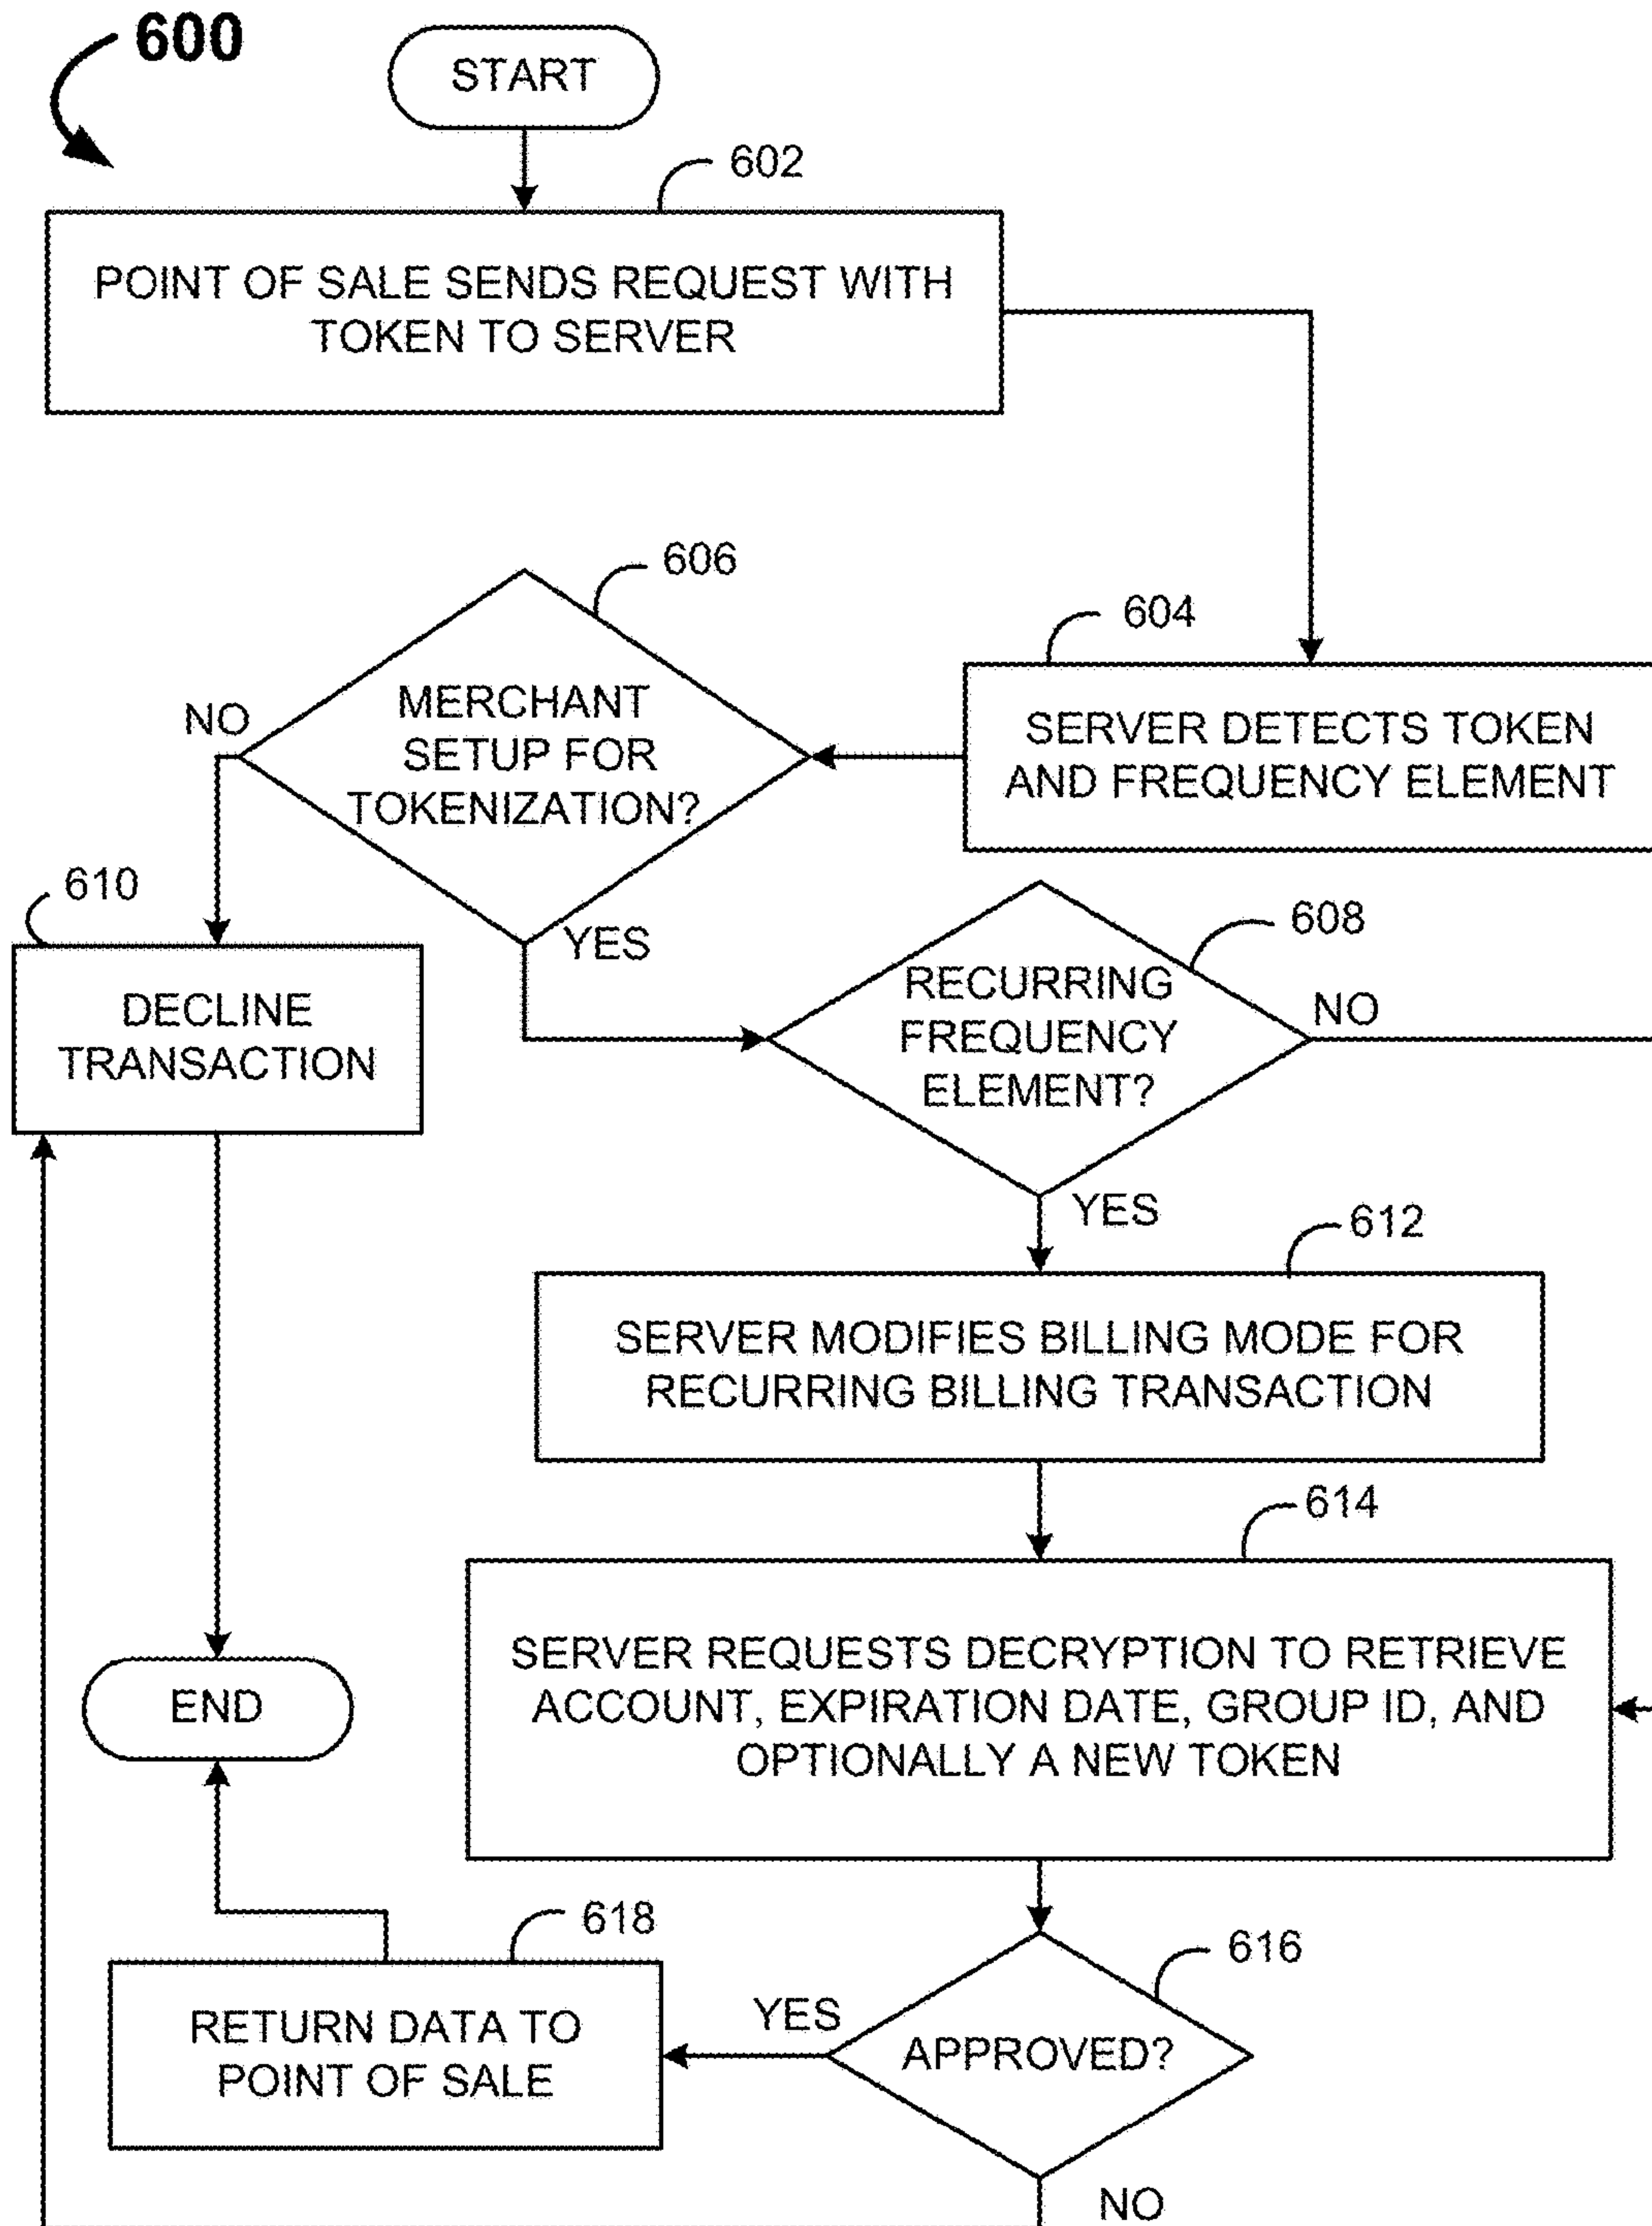 600
START
602
POINT OF SALE SENDS REQUEST WITH
TOKEN TO SERVER
606
604
MERCHANT
SETUP FOR
TOKENIZATION?
NO
SERVER DETECTS TOKEN
AND FREQUENCY ELEMENT
610
YES
608
DECLINE
TRANSACTION
RECURRING
FREQUENCY
ELEMENT?
NO
YES
612
SERVER MODIFIES BILLING MODE FOR
RECURRING BILLING TRANSACTION
614
SERVER REQUESTS DECRYPTION TO RETRIEVE
ACCOUNT, EXPIRATION DATE, GROUP ID, AND
OPTIONALLY A NEW TOKEN
END
618
616
YES
APPROVED?
RETURN DATA TO
POINT OF SALE
NO